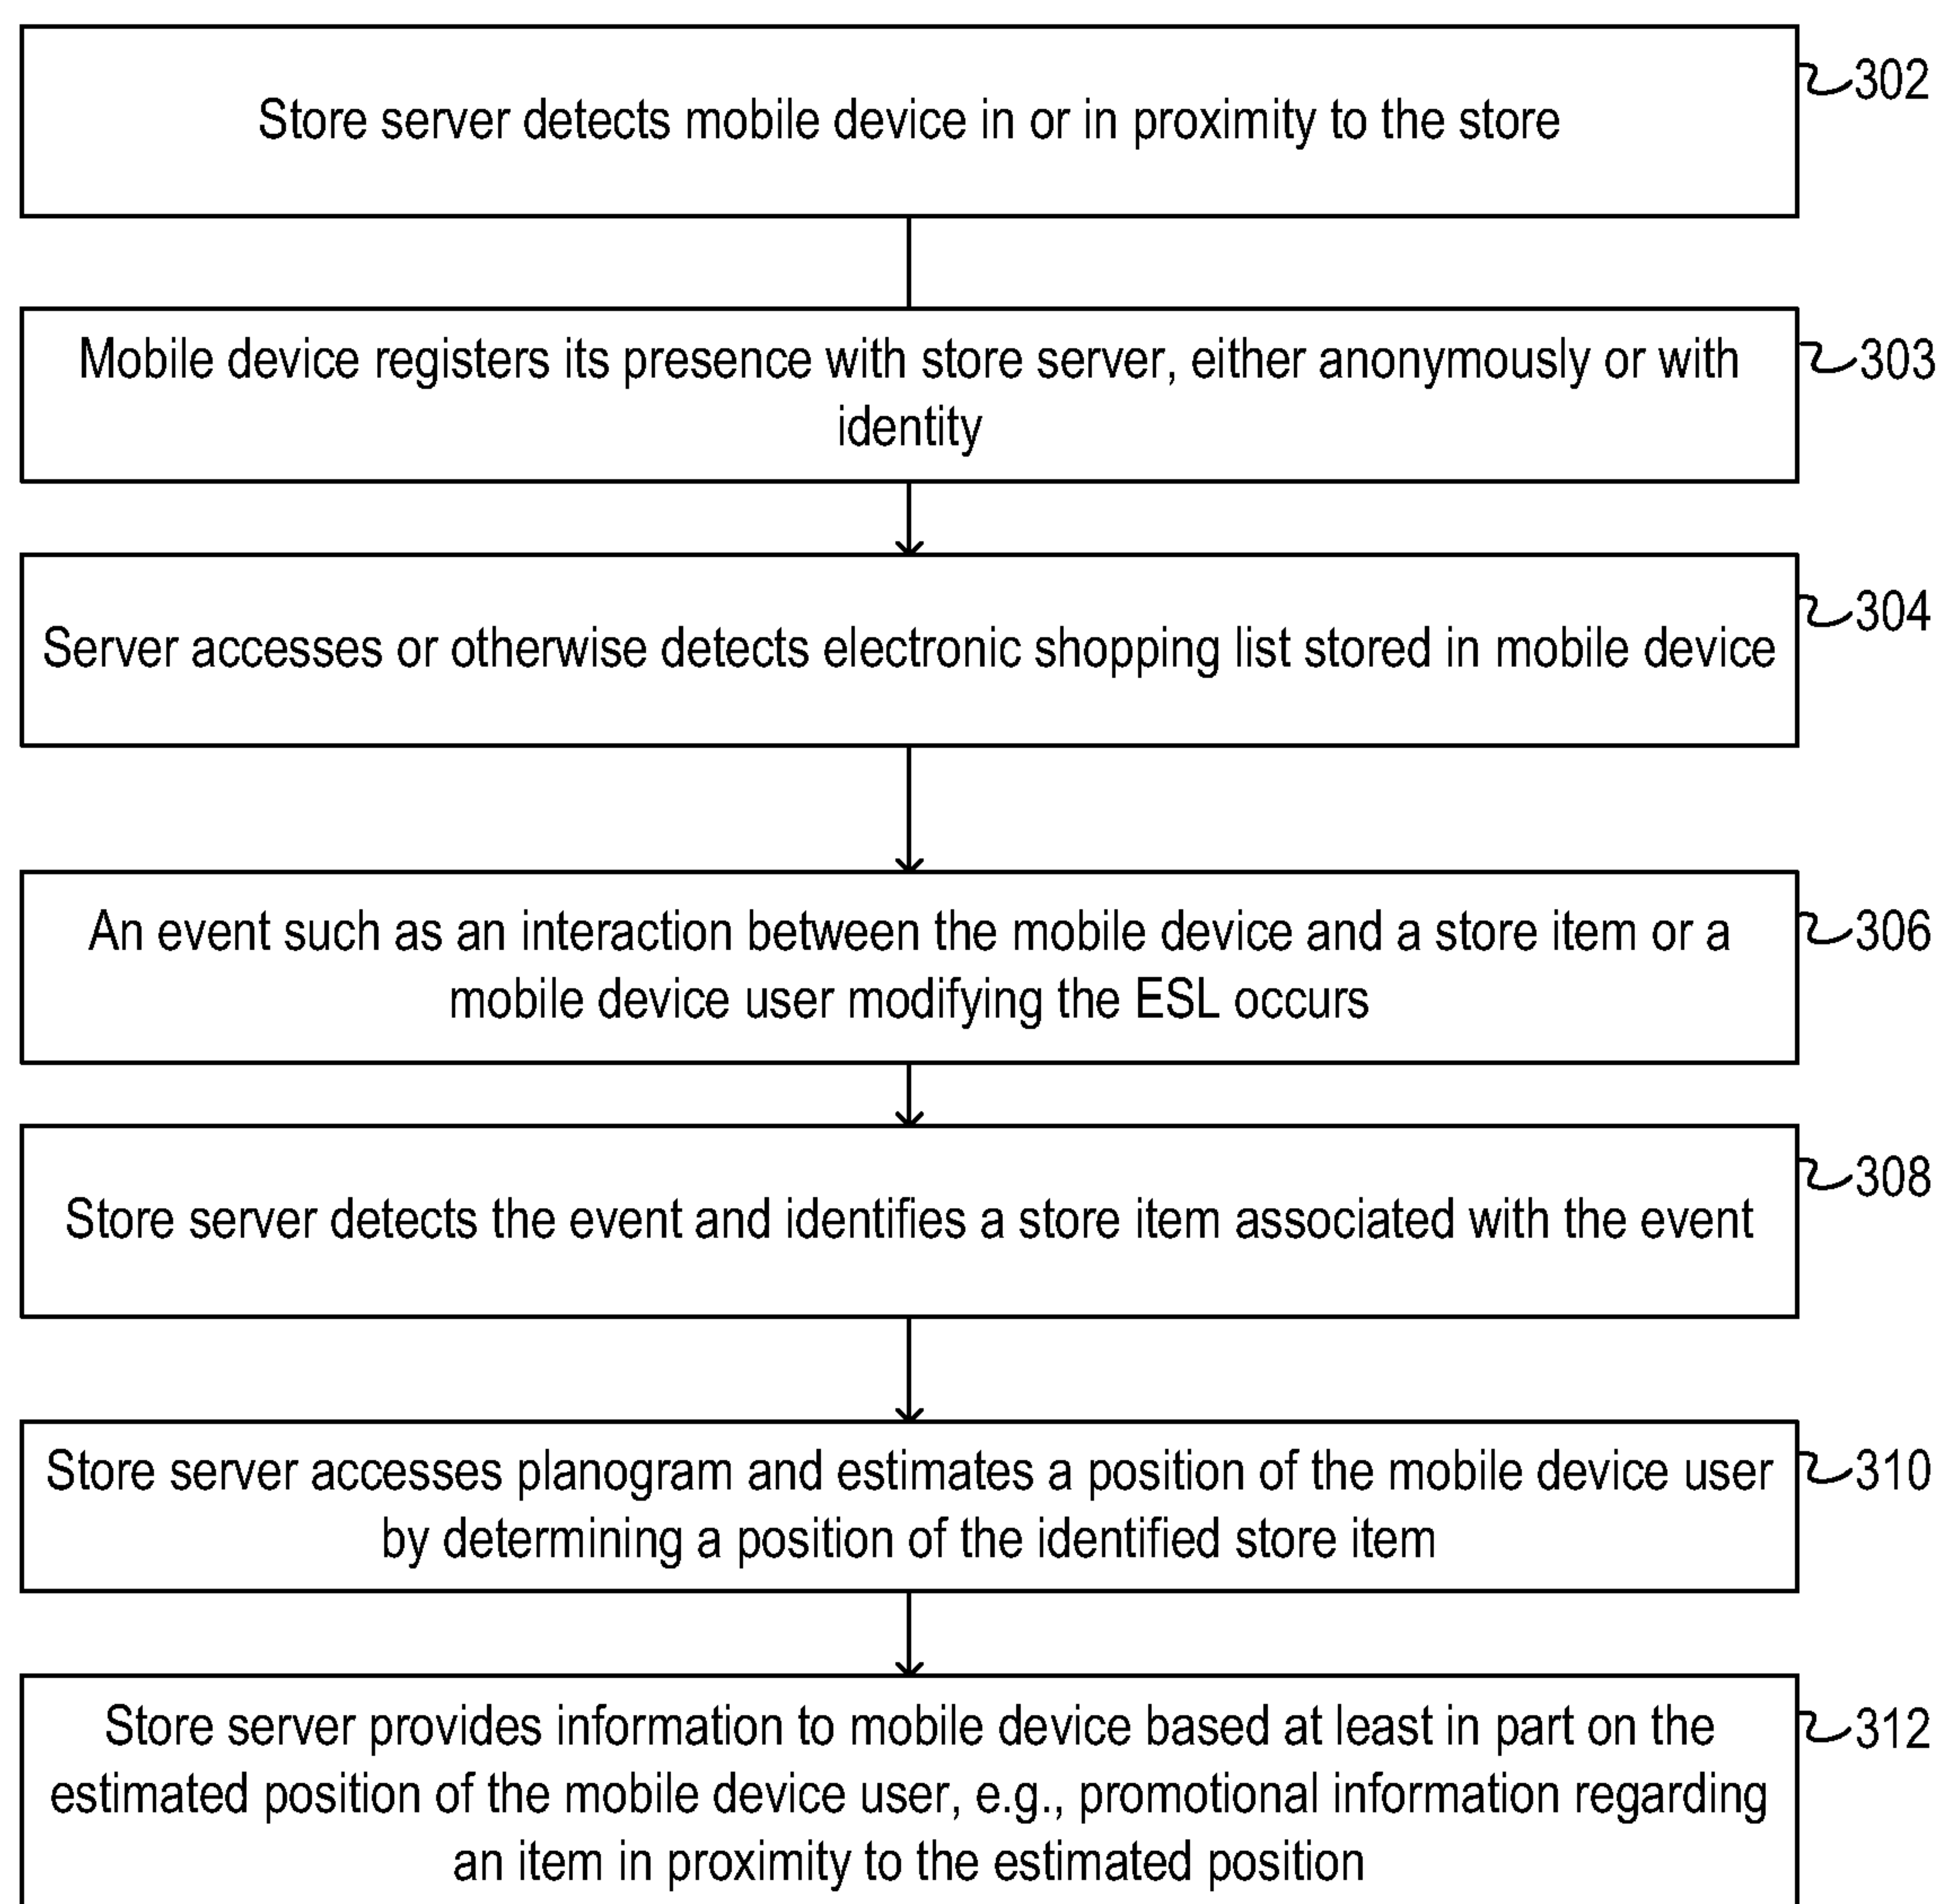 Store server detects mobile device in or in proximity to the store
302
Mobile device registers its presence with store server, either anonymously or with
identity
303
Server accesses or otherwise detects electronic shopping list stored in mobile device
304
An event such as an interaction between the mobile device and a store item or a
mobile device user modifying the ESL occurs
306
Store server detects the event and identifies a store item associated with the event
308
Store server accesses planogram and estimates a position of the mobile device user
by determining a position of the identified store item
310
Store server provides information to mobile device based at least in part on the
estimated position of the mobile device user, e.g., promotional information regarding
an item in proximity to the estimated position
312